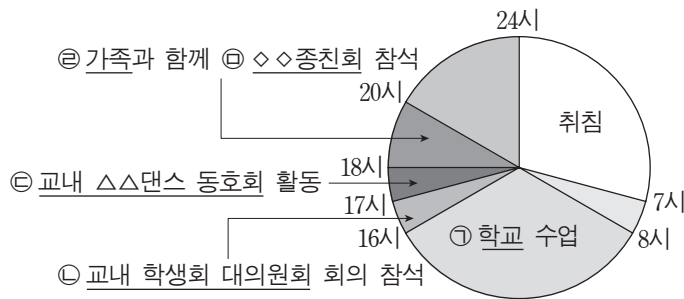 24시
㉣ 가족과 함께 ㉤ ◇◇종친회 참석
20시
취침
18시
㉢ 교내 △△댄스 동호회 활동
17시
7시
16시
㉠ 학교 수업
8시
㉡ 교내 학생회 대의원회 회의 참석